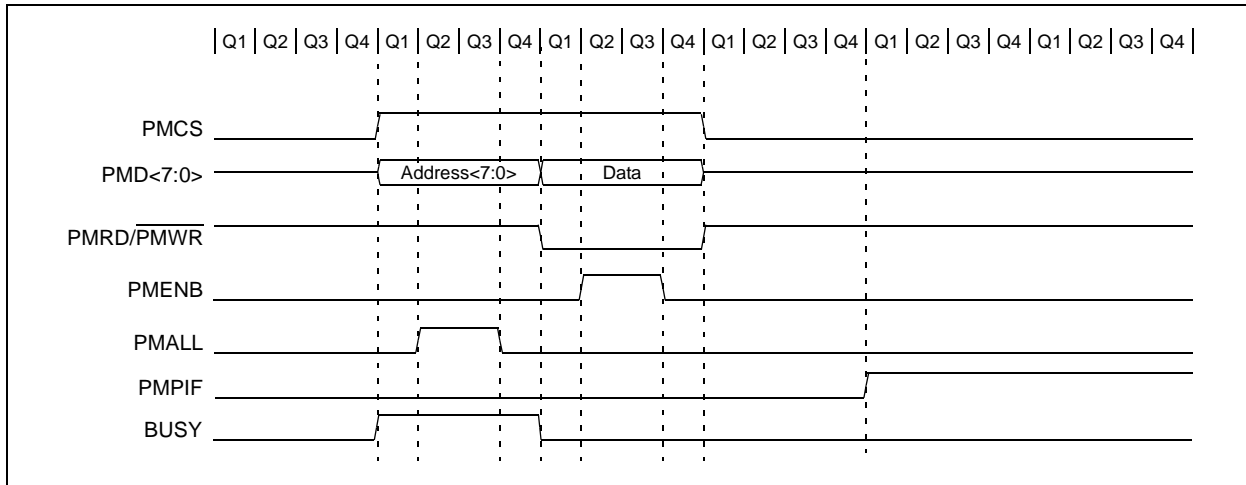 Q1 Q2 Q3 Q4 Q1 Q2 Q3 Q4 Q1 Q2 Q3 Q4 Q1 Q2 Q3 Q4 Q1 Q2 Q3 Q4 Q1 Q2 Q3 Q4
PMCS
PMD<7:0> Address<7:0> Data
PMRD/PMWR
PMENB
PMALL
PMPIF
BUSY